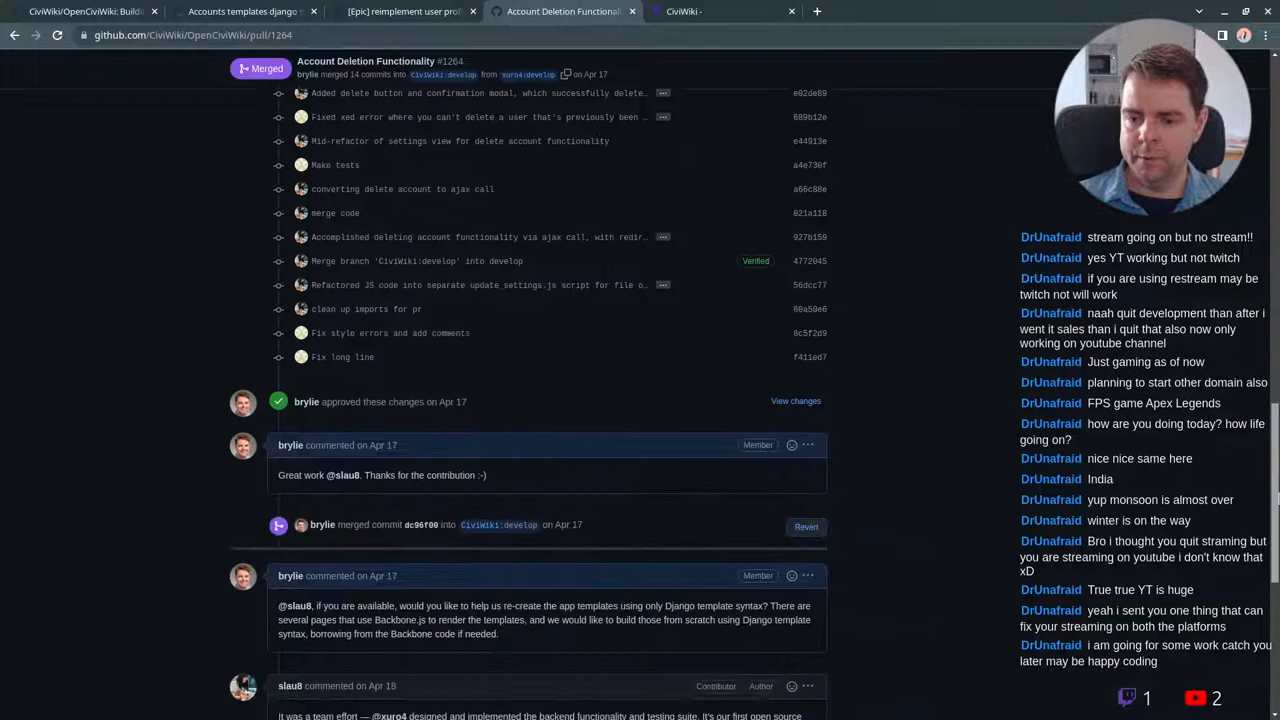 CiviWiki/OpenCiviWiki: Buildi
Accounts templates django
[Epic] reimplement user prof
Account Deletion Functional
CiviWiki -
github.com/CiviWiki/OpenCiviWiki/pull/1264
Merged
Account Deletion Functionality #1264
brylie merged 14 commits into CiviWiki:develop from xuro4:develop on Apr 17
Added delete button and confirmation modal, which successfully delete… e02de89
Fixed xed error where you can't delete a user that's previously been … 689b12e
Mid-refactor of settings view for delete account functionality e44913e
Make tests a4e730f
converting delete account to ajax call a66c88e
merge code 021a118
Accomplished deleting account functionality via ajax call, with redir… 927b159
Merge branch 'CiviWiki:develop' into develop Verified 4772045
Refactored JS code into separate update_settings.js script for file o… 56dcc77
clean up imports for pr 60a50e6
Fix style errors and add comments 8c5f2d9
Fix long line f411ed7
brylie approved these changes on Apr 17 View changes
brylie commented on Apr 17 Member
Great work @slau8. Thanks for the contribution :-)
brylie merged commit dc96f00 into CiviWiki:develop on Apr 17 Revert
brylie commented on Apr 17 Member
@slau8, if you are available, would you like to help us re-create the app templates using only Django template syntax? There are
several pages that use Backbone.js to render the templates, and we would like to build those from scratch using Django template
syntax, borrowing from the Backbone code if needed.
slau8 commented on Apr 18 Contributor Author
It was a team effort — @xuro4 designed and implemented the backend functionality and testing suite. It's our first open source
DrUnafraid stream going on but no stream!!
DrUnafraid yes YT working but not twitch
DrUnafraid if you are using restream may be
twitch not will work
DrUnafraid naah quit development than after i
went it sales than i quit that also now only
working on youtube channel
DrUnafraid Just gaming as of now
DrUnafraid planning to start other domain also
DrUnafraid FPS game Apex Legends
DrUnafraid how are you doing today? how life
going on?
DrUnafraid nice nice same here
DrUnafraid India
DrUnafraid yup monsoon is almost over
DrUnafraid winter is on the way
DrUnafraid Bro i thought you quit straming but
you are streaming on youtube i don't know that
xD
DrUnafraid True true YT is huge
DrUnafraid yeah i sent you one thing that can
fix your streaming on both the platforms
DrUnafraid i am going for some work catch you
later may be happy coding
1
2